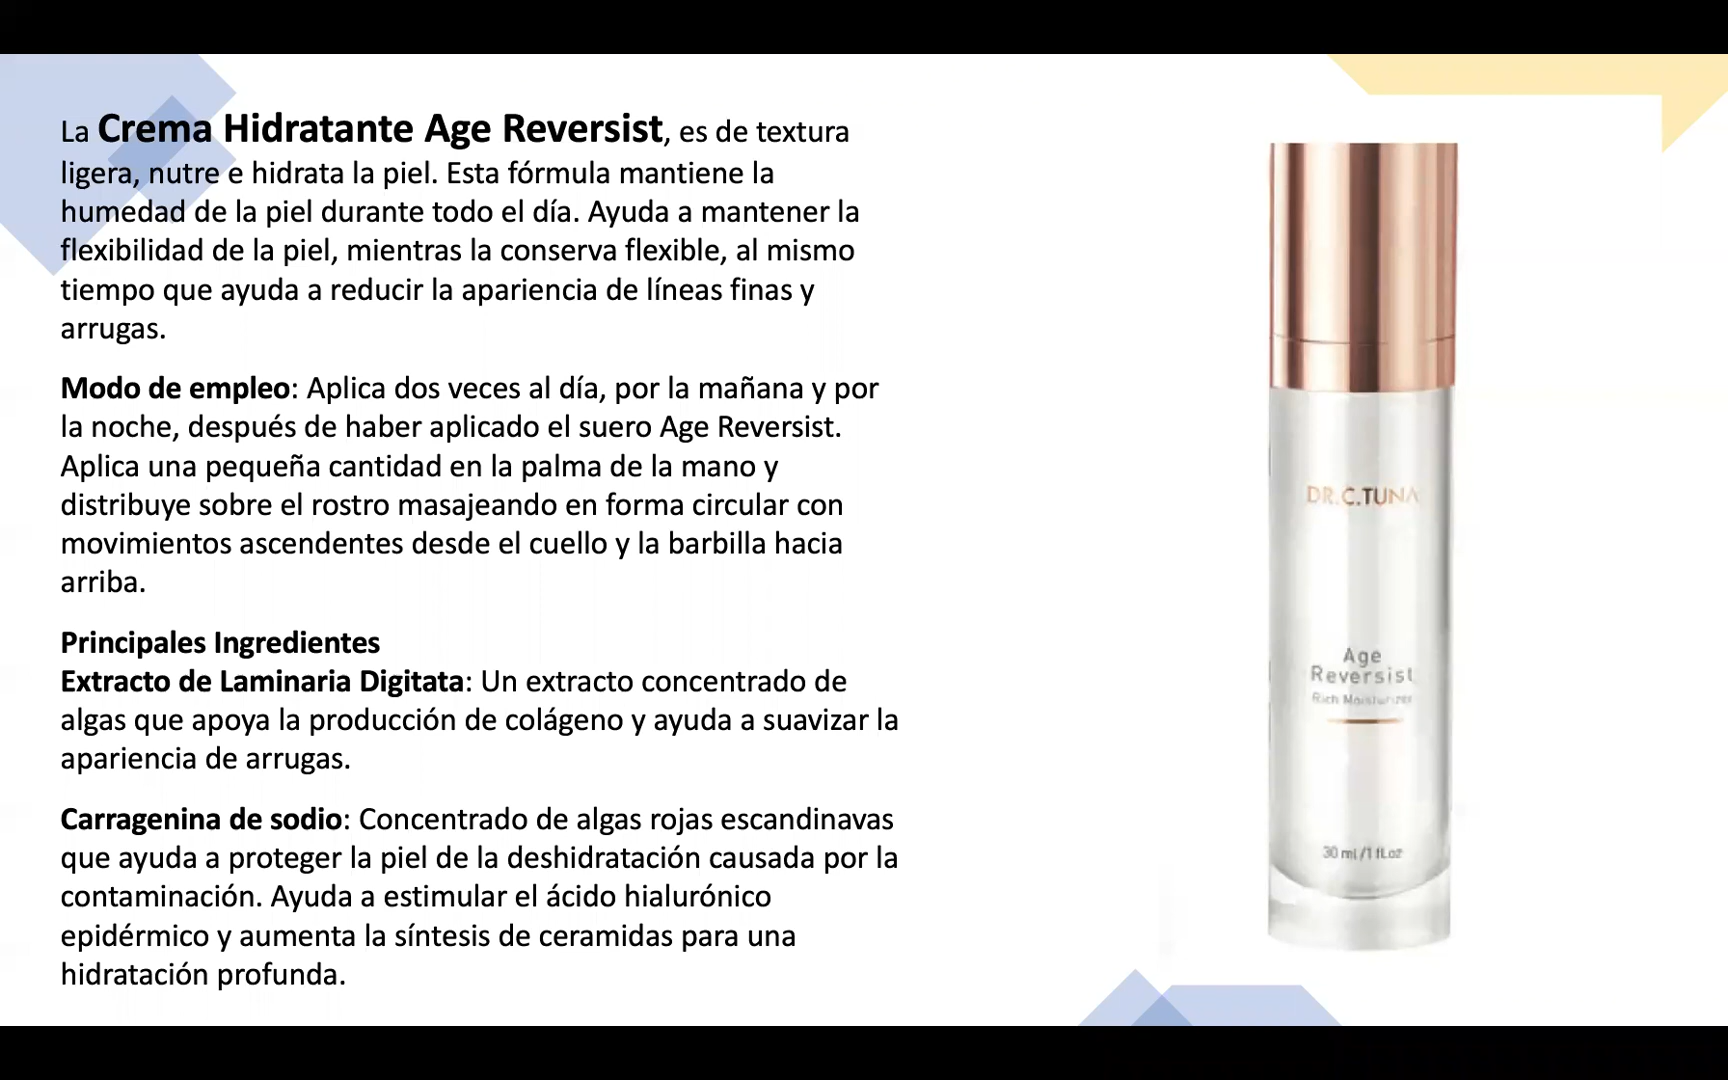 La Crema Hidratante Age Reversist, es de textura
ligera, nutre e hidrata la piel. Esta fórmula mantiene la
humedad de la piel durante todo el día. Ayuda a mantener la
flexibilidad de la piel, mientras la conserva flexible, al mismo
tiempo que ayuda a reducir la apariencia de líneas finas y
arrugas.
Modo de empleo: Aplica dos veces al día, por la mañana y por
la noche, después de haber aplicado el suero Age Reversist.
Aplica una pequeña cantidad en la palma de la mano y
distribuye sobre el rostro masajeando en forma circular con
movimientos ascendentes desde el cuello y la barbilla hacia
arriba.
Principales Ingredientes
Extracto de Laminaria Digitata: Un extracto concentrado de
algas que apoya la producción de colágeno y ayuda a suavizar la
apariencia de arrugas.
Carragenina de sodio: Concentrado de algas rojas escandinavas
que ayuda a proteger la piel de la deshidratación causada por la
contaminación. Ayuda a estimular el ácido hialurónico
epidérmico y aumenta la síntesis de ceramidas para una
hidratación profunda.
DR.C.TUNA
Age
Reversist
Rich Moisturizer
30 ml/1 fl.oz